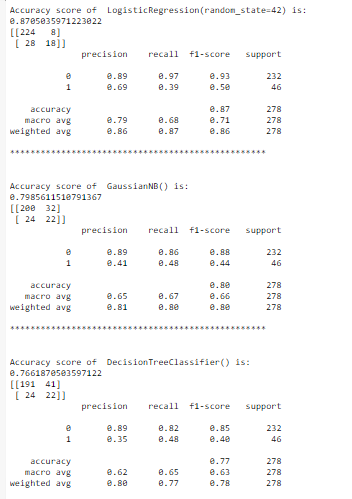 Accuracy score of  LogisticRegression(random_state=42) is:
0.8705035971223022
[[224   8]
 [ 28  18]]
              precision    recall  f1-score   support

           0       0.89      0.97      0.93       232
           1       0.69      0.39      0.50        46

    accuracy                           0.87       278
   macro avg       0.79      0.68      0.71       278
weighted avg       0.86      0.87      0.86       278

**************************************************

Accuracy score of  GaussianNB() is:
0.7985611510791367
[[200  32]
 [ 24  22]]
              precision    recall  f1-score   support

           0       0.89      0.86      0.88       232
           1       0.41      0.48      0.44        46

    accuracy                           0.80       278
   macro avg       0.65      0.67      0.66       278
weighted avg       0.81      0.80      0.80       278

**************************************************

Accuracy score of  DecisionTreeClassifier() is:
0.7661870503597122
[[191  41]
 [ 24  22]]
              precision    recall  f1-score   support

           0       0.89      0.82      0.85       232
           1       0.35      0.48      0.40        46

    accuracy                           0.77       278
   macro avg       0.62      0.65      0.63       278
weighted avg       0.80      0.77      0.78       278